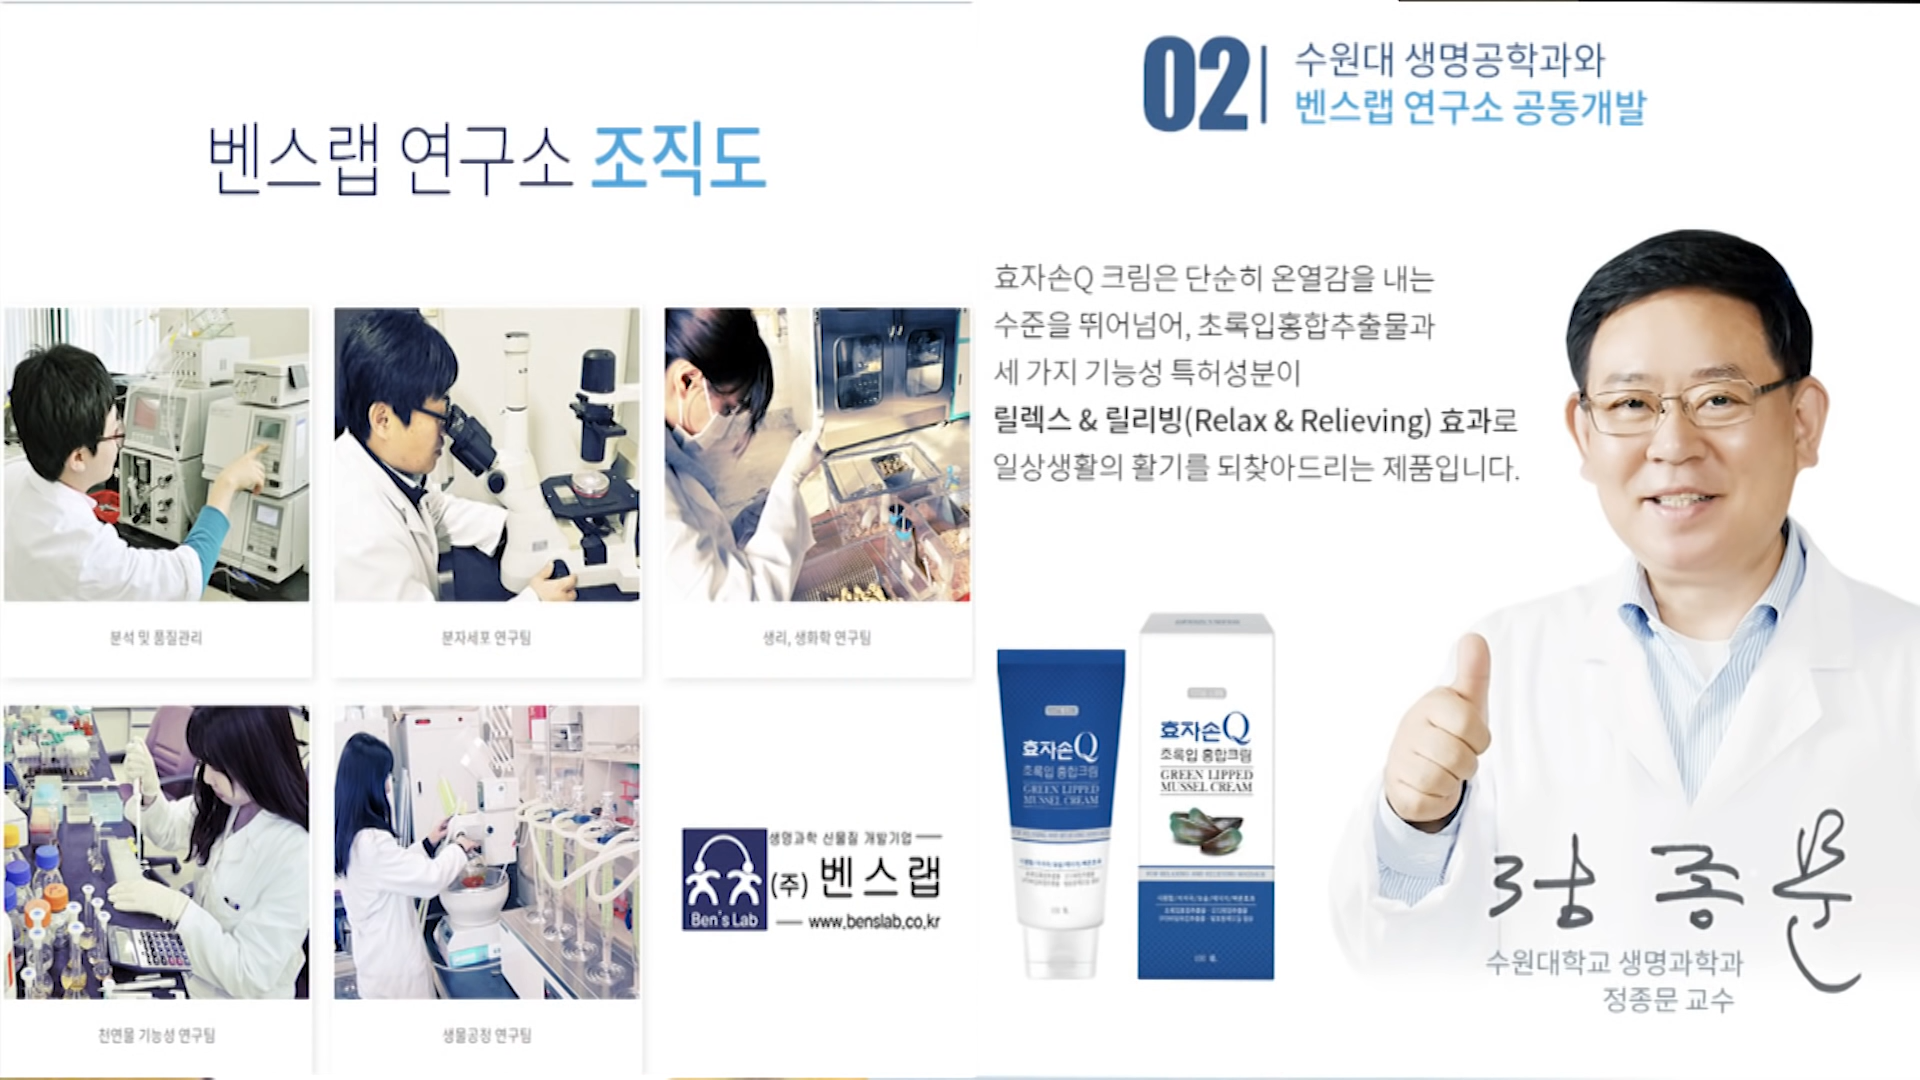 벤스랩 연구소 조직도
분석 및 품질관리
분자세포 연구팀
생리, 생화학 연구팀
천연물 기능성 연구팀
생물공정 연구팀
생명과학 신물질 개발기업
(주) 벤스랩
Ben's Lab
www.benslab.co.kr
02
수원대 생명공학과와
벤스랩 연구소 공동개발
효자손Q 크림은 단순히 온열감을 내는
수준을 뛰어넘어, 초록입홍합추출물과
세 가지 기능성 특허성분이
릴렉스 & 릴리빙(Relax & Relieving) 효과로
일상생활의 활기를 되찾아드리는 제품입니다.
효자손Q
초록입 홍합크림
GREEN LIPPED
MUSSEL CREAM
효자손Q
초록입 홍합크림
GREEN LIPPED
MUSSEL CREAM
정종문
수원대학교 생명과학과
정종문 교수